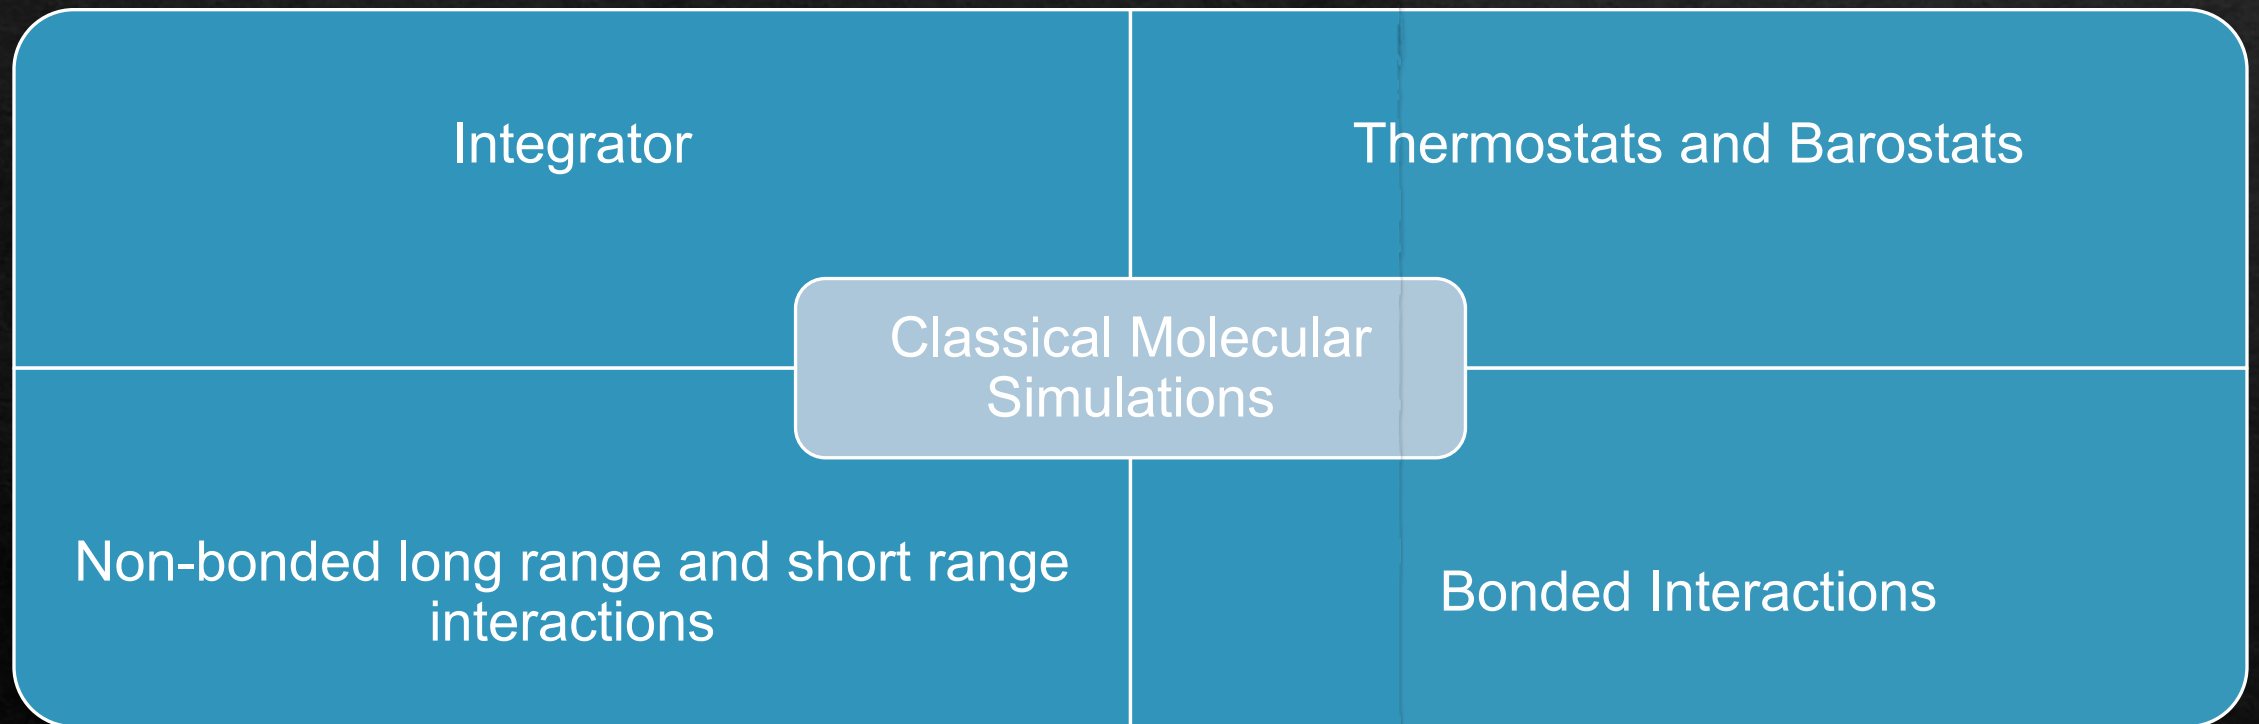 Integrator
Thermostats and Barostats
Classical Molecular
Simulations
Non-bonded long range and short range
interactions
Bonded Interactions